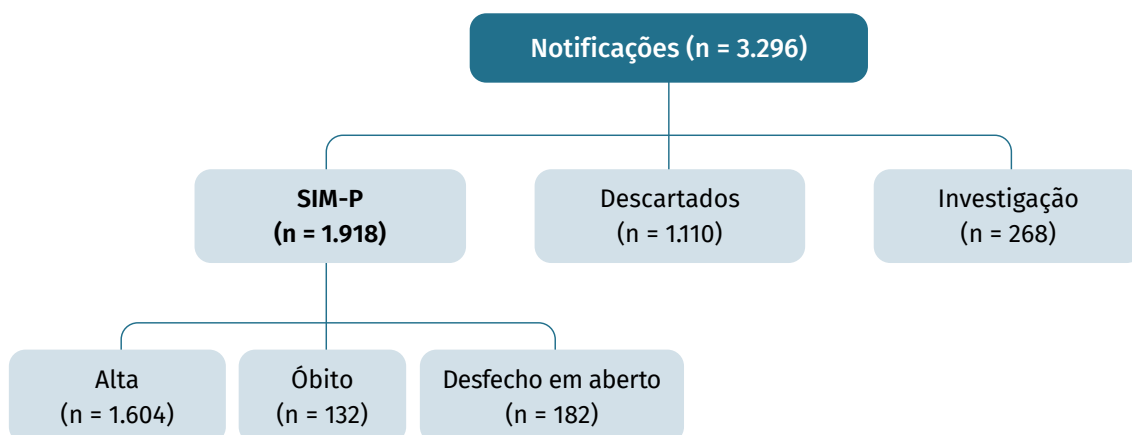 Notificações (n = 3.296)
SIM-P
(n = 1.918)
Descartados
(n = 1.110)
Investigação
(n = 268)
Alta
(n = 1.604)
Óbito
(n = 132)
Desfecho em aberto
(n = 182)